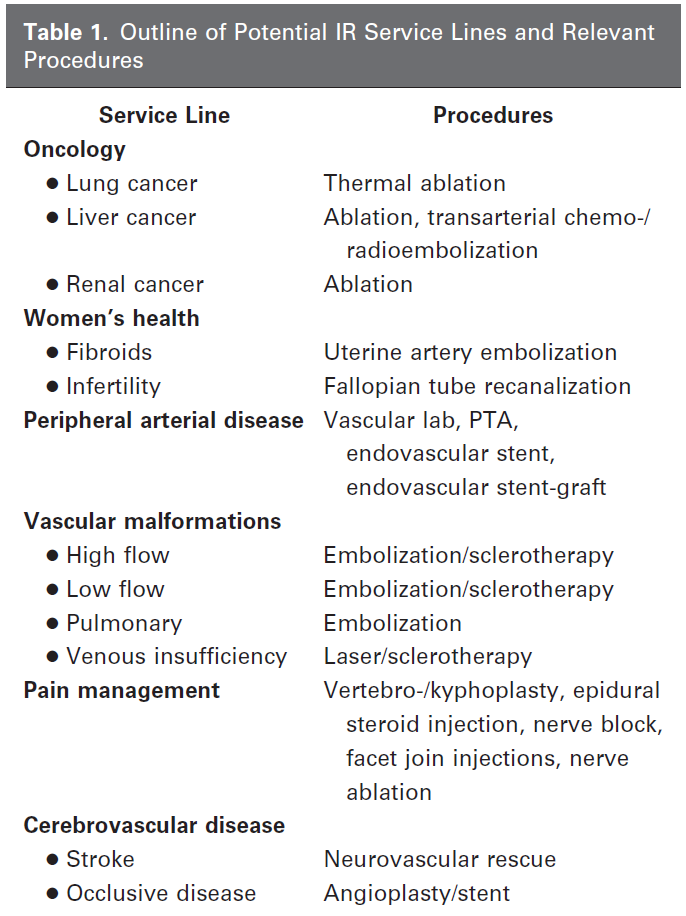 Table 1. Outline of Potential IR Service Lines and Relevant
Procedures
Service Line Procedures
Oncology
● Lung cancer Thermal ablation
● Liver cancer Ablation, transarterial chemo-/
radioembolization
● Renal cancer Ablation
Women’s health
● Fibroids Uterine artery embolization
● Infertility Fallopian tube recanalization
Peripheral arterial disease Vascular lab, PTA,
endovascular stent,
endovascular stent-graft
Vascular malformations
● High flow Embolization/sclerotherapy
● Low flow Embolization/sclerotherapy
● Pulmonary Embolization
● Venous insufficiency Laser/sclerotherapy
Pain management Vertebro-/kyphoplasty, epidural
steroid injection, nerve block,
facet join injections, nerve
ablation
Cerebrovascular disease
● Stroke Neurovascular rescue
● Occlusive disease Angioplasty/stent